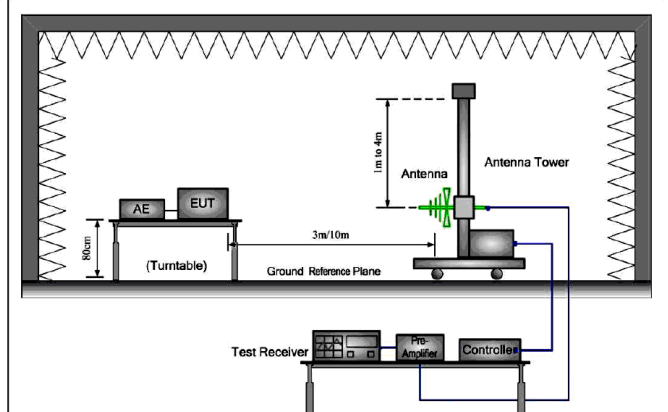 1m to 4m
Antenna
Antenna Tower
AE
EUT
80cm
(Turntable)
3m/10m
Ground Reference Plane
Test Receiver
Pre-
Amplifier
Controller